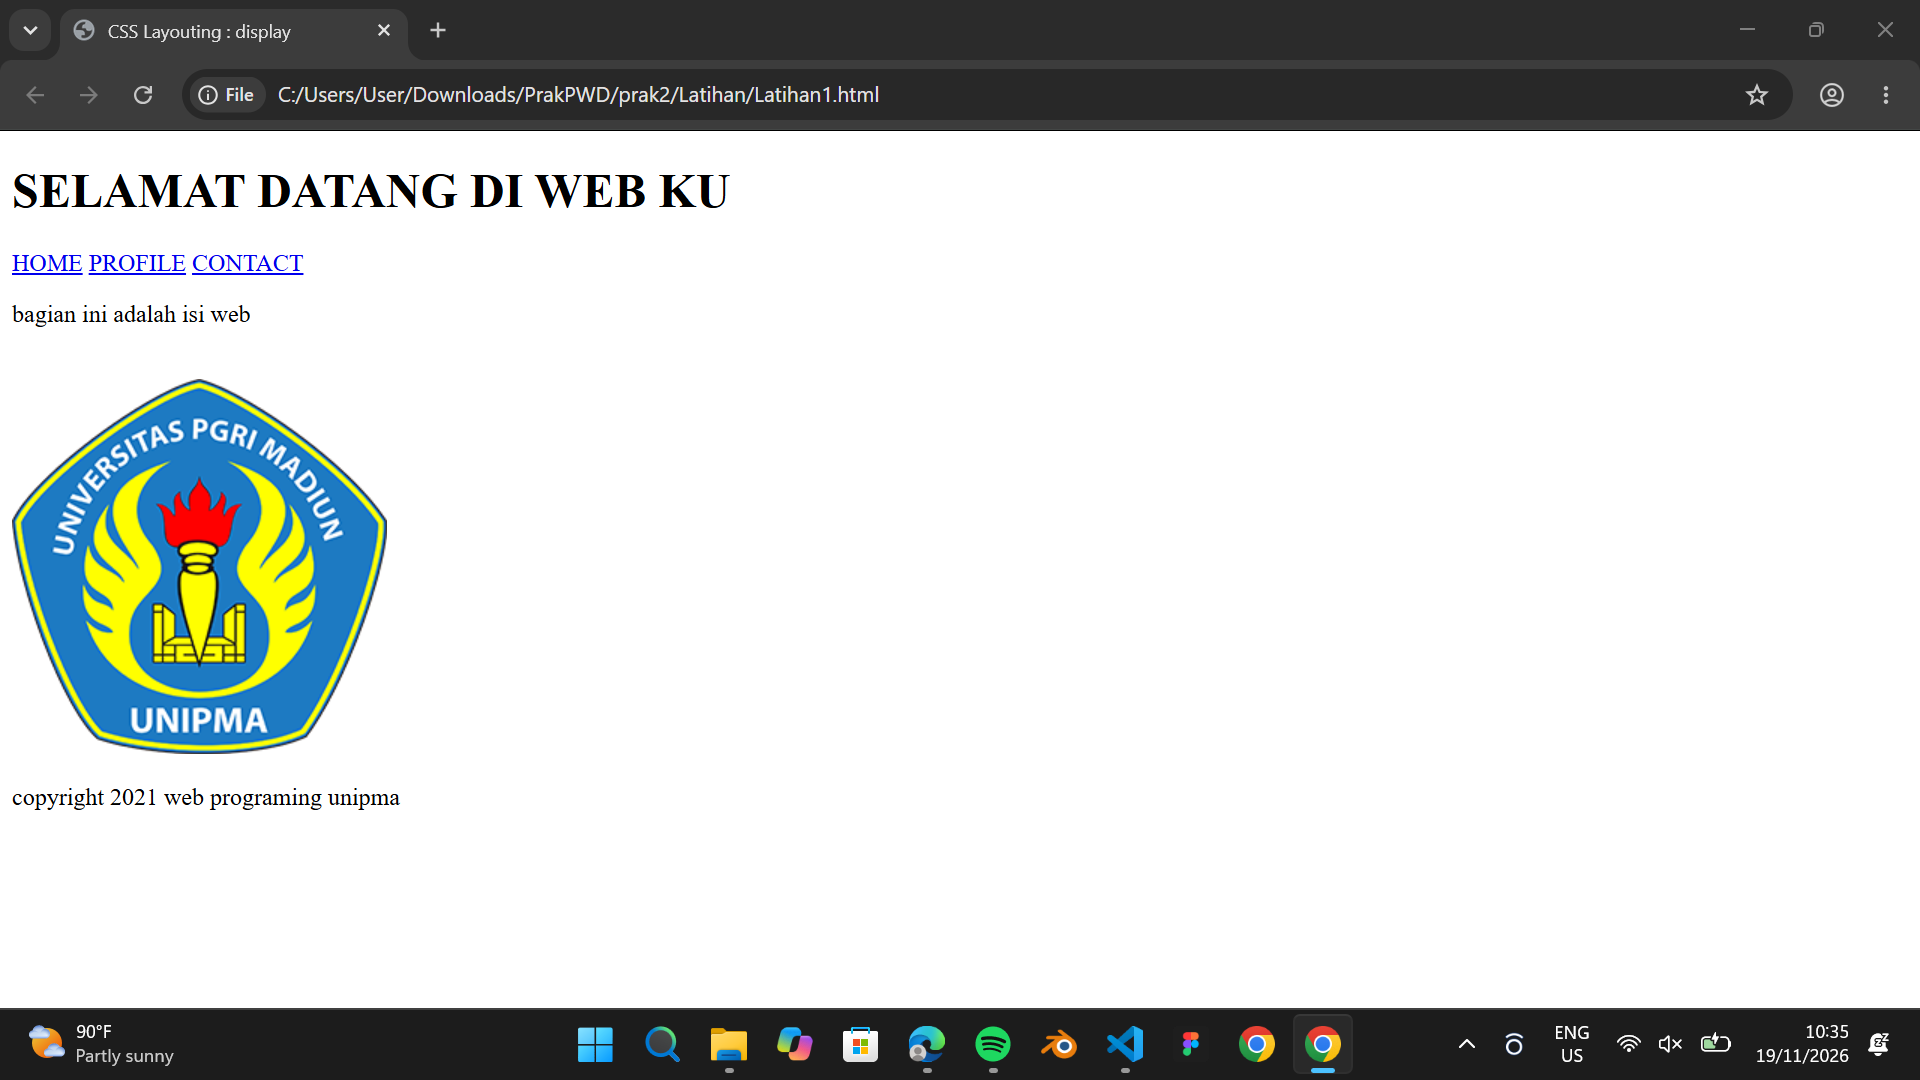 CSS Layouting : display
File
C:/Users/User/Downloads/PrakPWD/prak2/Latihan/Latihan1.html
SELAMAT DATANG DI WEB KU
HOME PROFILE CONTACT
bagian ini adalah isi web
UNIVERSITAS PGRI MADIUN
UNIPMA
copyright 2021 web programing unipma
90°F
Partly sunny
ENG
US
10:35
19/11/2026